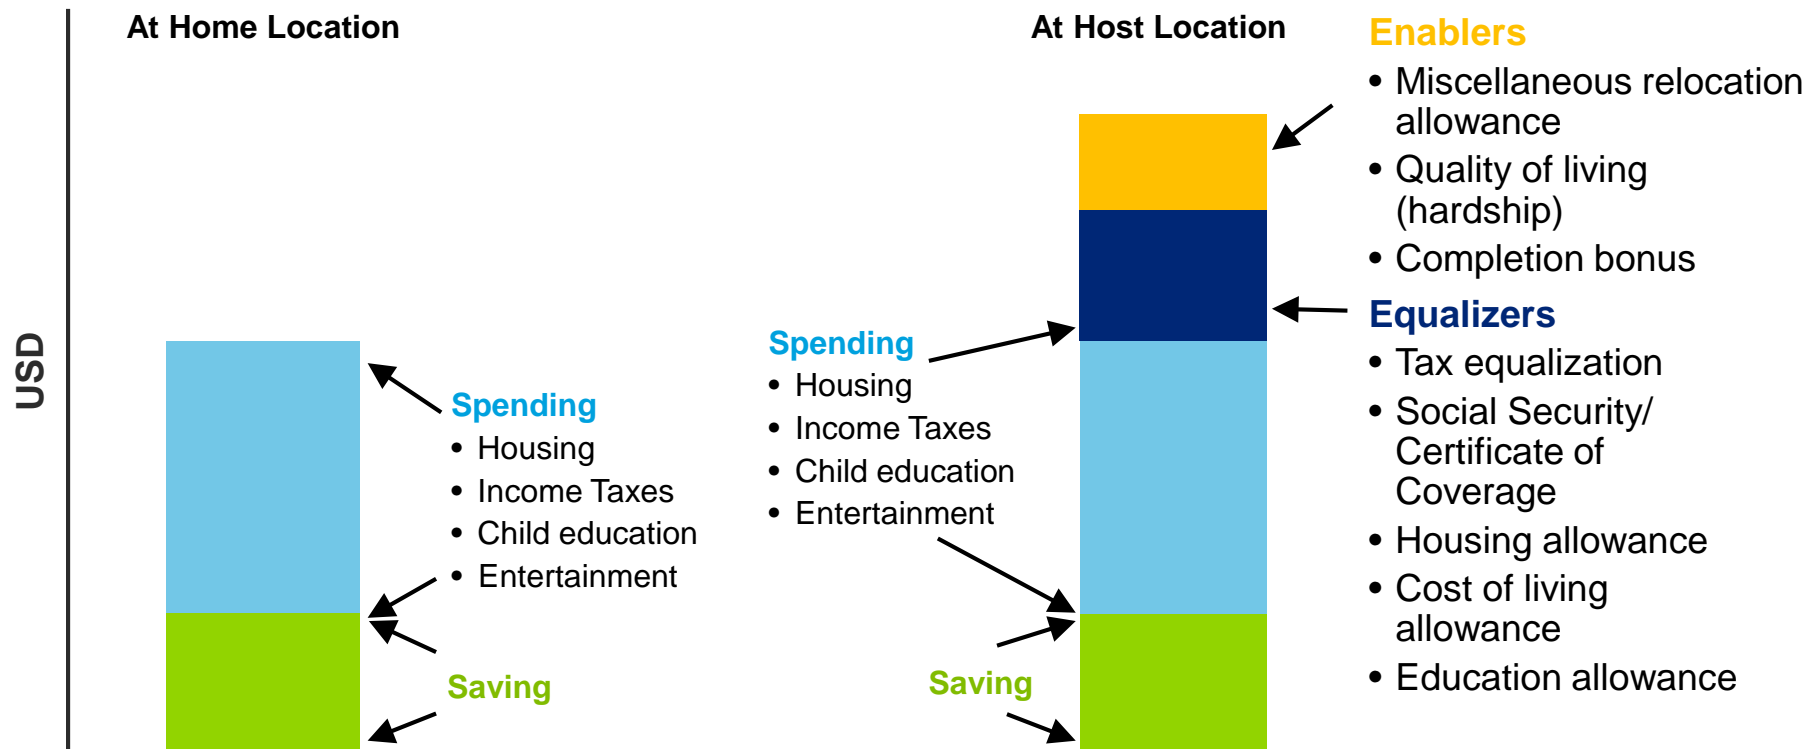 USD
At Home Location
Spending
• Housing
• Income Taxes
• Child education
• Entertainment
Saving
At Host Location
Spending
• Housing
• Income Taxes
• Child education
• Entertainment
Saving
Enablers
• Miscellaneous relocation
allowance
• Quality of living
(hardship)
• Completion bonus
Equalizers
• Tax equalization
• Social Security/
Certificate of
Coverage
• Housing allowance
• Cost of living
allowance
• Education allowance